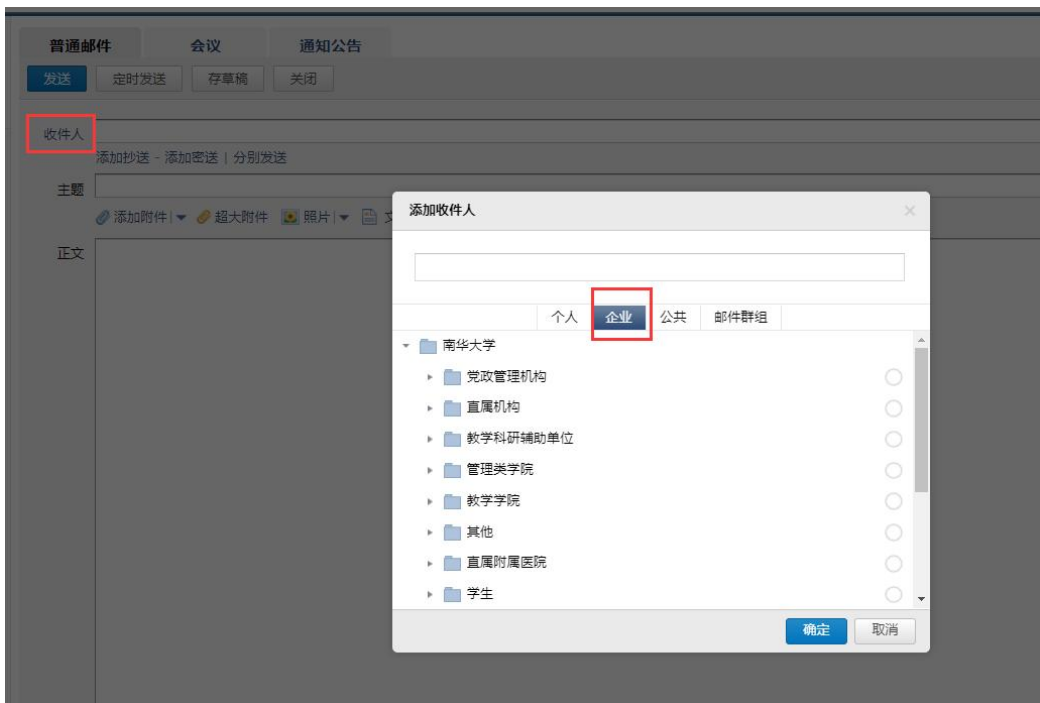 普通邮件 会议 通知公告
发送 定时发送 存草稿 关闭
收件人
添加抄送 - 添加密送 | 分别发送
主题
添加附件 | 超大附件 照片 |
正文
添加收件人
个人 企业 公共 邮件群组
南华大学
党政管理机构
直属机构
教学科研辅助单位
管理类学院
教学学院
其他
直属附属医院
学生
确定 取消